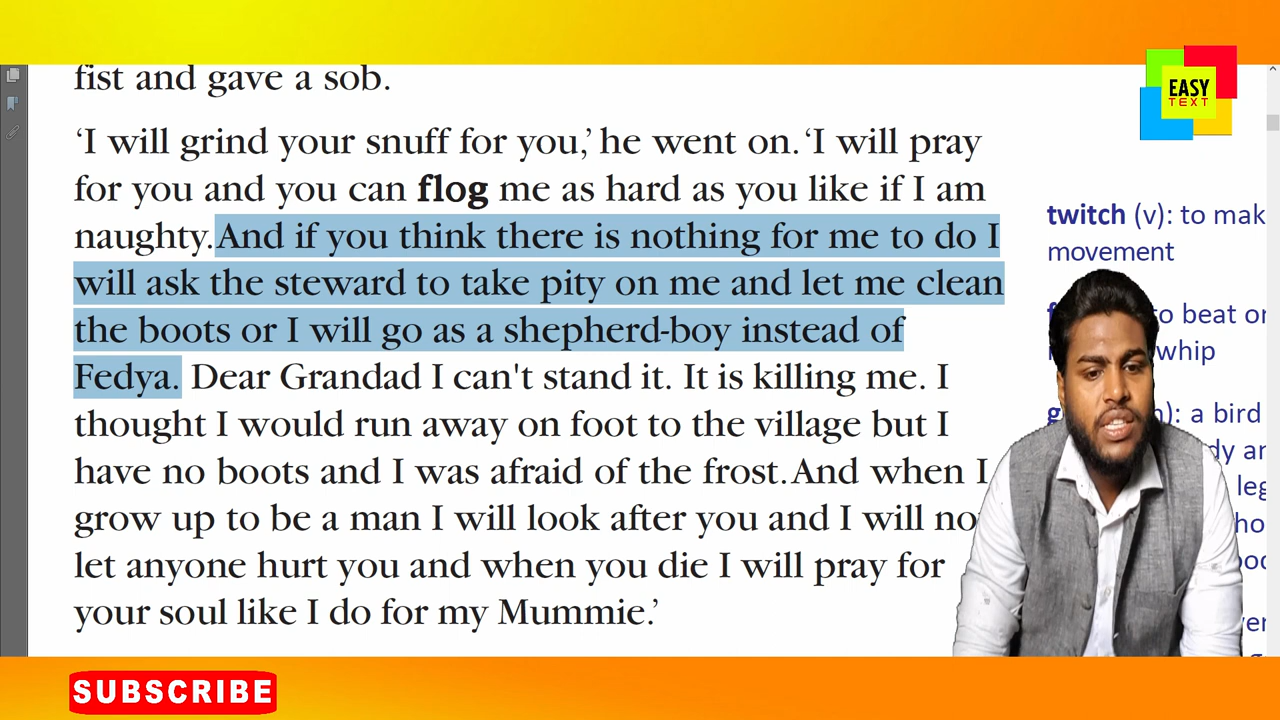 fist and gave a sob.
‘I will grind your snuff for you,’ he went on. ‘I will pray
for you and you can flog me as hard as you like if I am
naughty. And if you think there is nothing for me to do I
will ask the steward to take pity on me and let me clean
the boots or I will go as a shepherd-boy instead of
Fedya. Dear Grandad I can't stand it. It is killing me. I
thought I would run away on foot to the village but I
have no boots and I was afraid of the frost. And when I
grow up to be a man I will look after you and I will no
let anyone hurt you and when you die I will pray for
your soul like I do for my Mummie.’
EASY
TEXT
twitch (v): to mak
movement
to beat or
whip
a bird
SUBSCRIBE